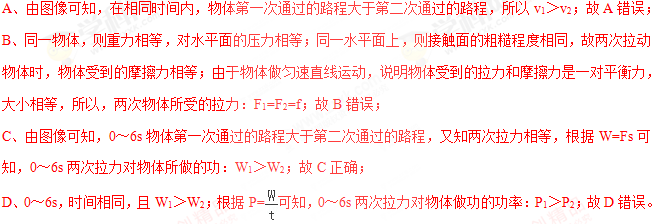 A、由图像可知，在相同时间内，物体第一次通过的路程大于第二次通过的路程，所以 v₁＞v₂；故 A 错误；
B、同一物体，则重力相等，对水平面的压力相等；同一水平面上，则接触面的粗糙程度相同，故两次拉动
物体时，物体受到的摩擦力相等；由于物体做匀速直线运动，说明物体受到的拉力和摩擦力是一对平衡力，
大小相等，所以，两次物体所受的拉力：F₁=F₂=f；故 B 错误；
C、由图像可知，0～6s 物体第一次通过的路程大于第二次通过的路程，又知两次拉力相等，根据 W=Fs 可
知，0～6s 两次拉力对物体所做的功：W₁＞W₂；故 C 正确；
D、0～6s，时间相同，且 W₁＞W₂；根据 P=W/t 可知，0～6s 两次拉力对物体做功的功率：P₁＞P₂；故 D 错误。